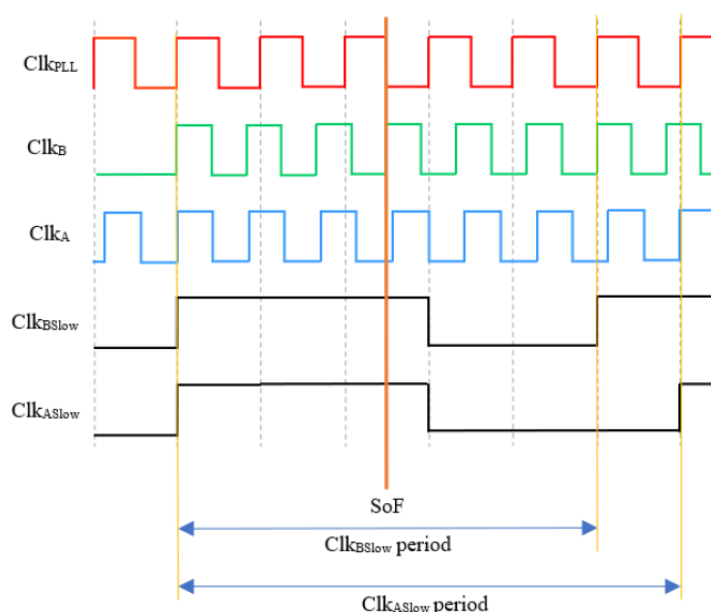 ClkPLL
ClkB
ClkA
ClkBSlow
ClkASlow
SoF
ClkBSlow period
ClkASlow period